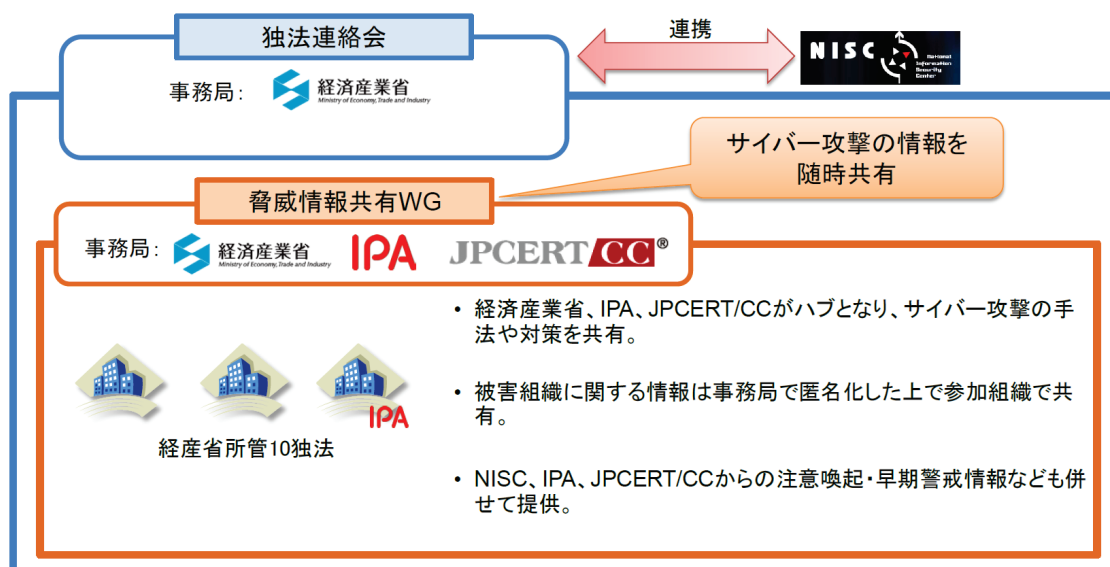 独法連絡会
連携
NISC
National
Information
Security
Center
事務局：
経済産業省
Ministry of Economy, Trade and Industry
サイバー攻撃の情報を
随時共有
脅威情報共有WG
事務局：
経済産業省
Ministry of Economy, Trade and Industry
IPA
JPCERT CC®
• 経済産業省、IPA、JPCERT/CCがハブとなり、サイバー攻撃の手
法や対策を共有。
• 被害組織に関する情報は事務局で匿名化した上で参加組織で共
有。
IPA
経産省所管10独法
• NISC、IPA、JPCERT/CCからの注意喚起・早期警戒情報なども併
せて提供。